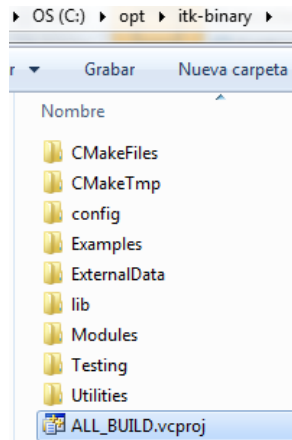 OS (C:) opt itk-binary
r Grabar Nueva carpeta
Nombre
CMakeFiles
CMakeTmp
config
Examples
ExternalData
lib
Modules
Testing
Utilities
ALL_BUILD.vcproj